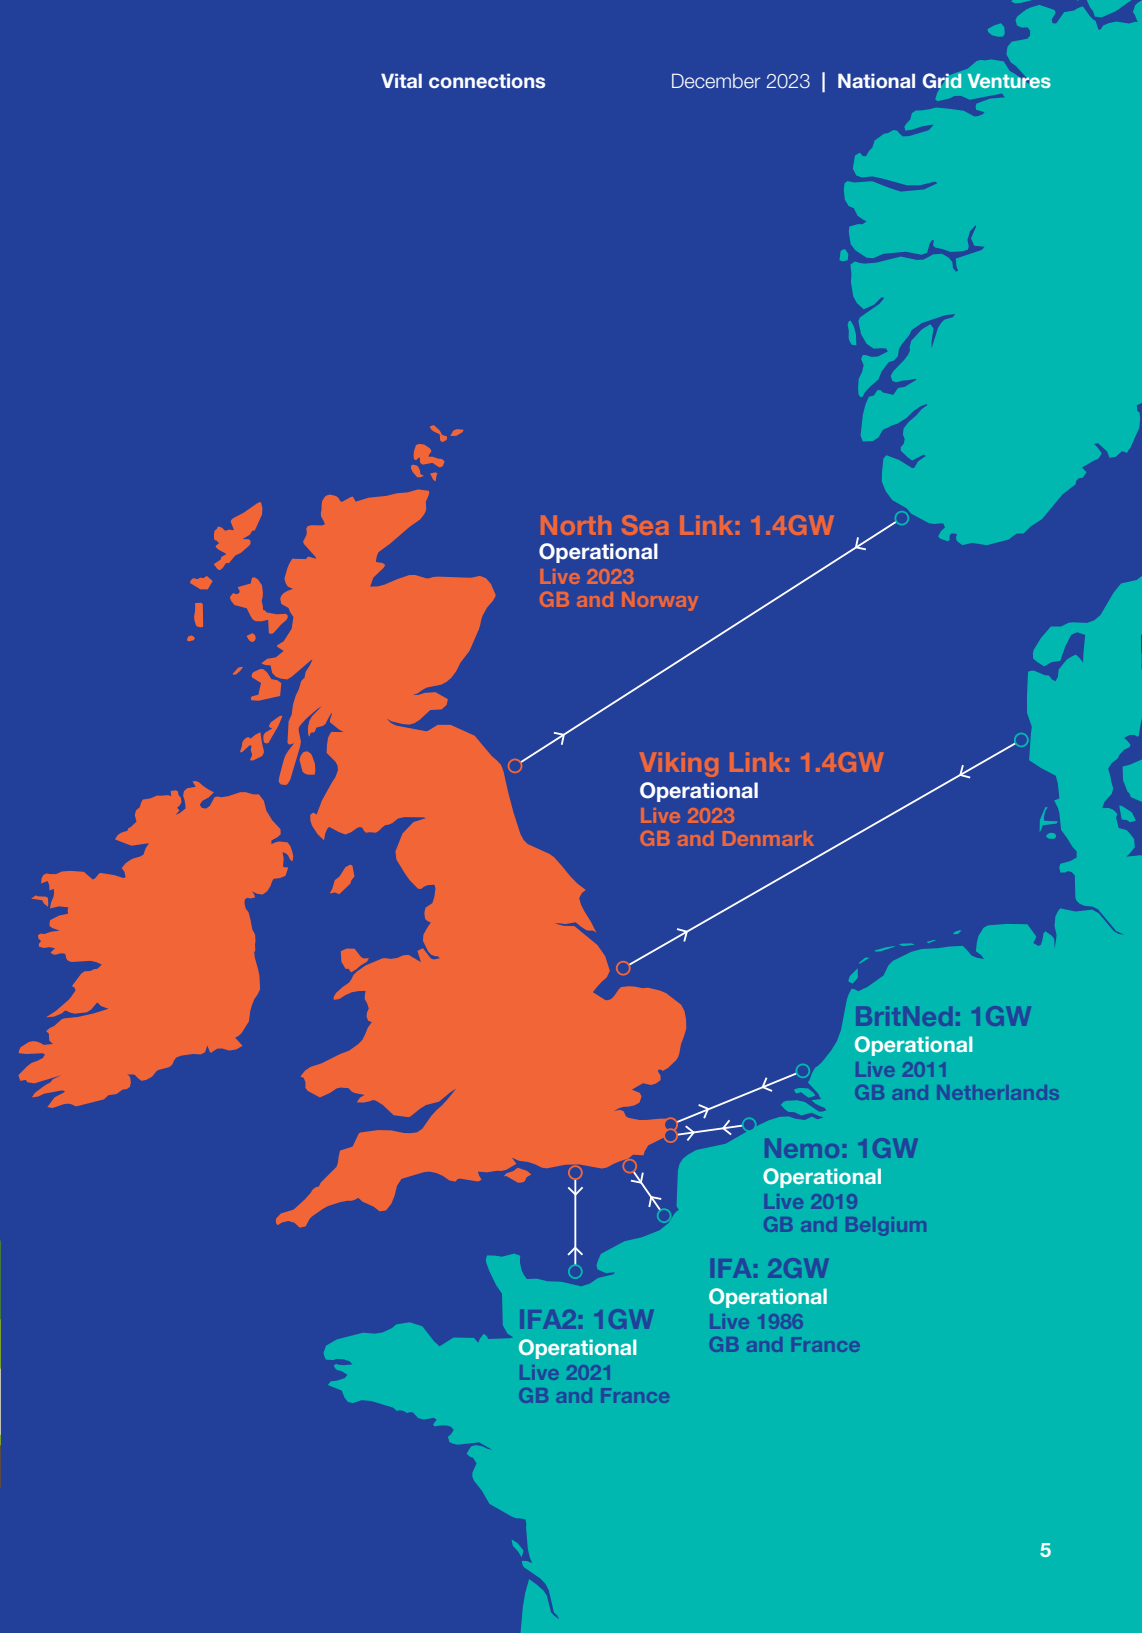 Vital connections
December 2023 | National Grid Ventures
North Sea Link: 1.4GW
Operational
Live 2023
GB and Norway
Viking Link: 1.4GW
Operational
Live 2023
GB and Denmark
BritNed: 1GW
Operational
Live 2011
GB and Netherlands
Nemo: 1GW
Operational
Live 2019
GB and Belgium
IFA: 2GW
Operational
Live 1986
GB and France
IFA2: 1GW
Operational
Live 2021
GB and France
5